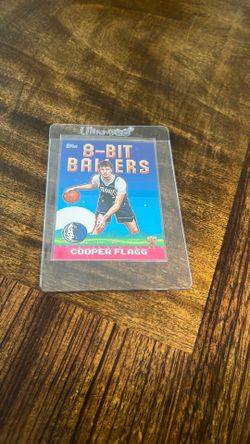 Ultra-PRO
Topps
8-BIT
BALLERS
COOPER FLAGG